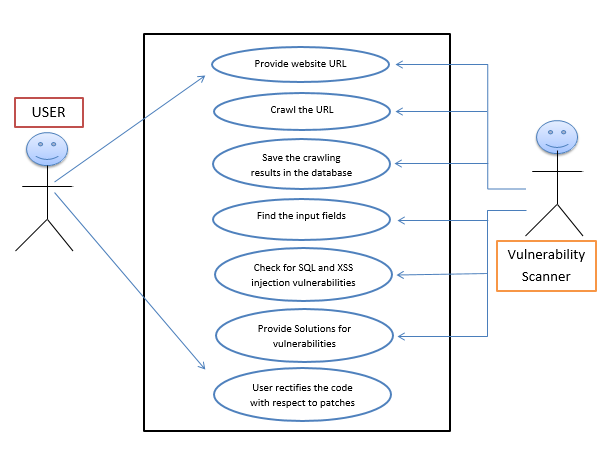 USER
Provide website URL
Crawl the URL
Save the crawling
results in the database
Find the input fields
Check for SQL and XSS
injection vulnerabilities
Provide Solutions for
vulnerabilities
User rectifies the code
with respect to patches
Vulnerability
Scanner